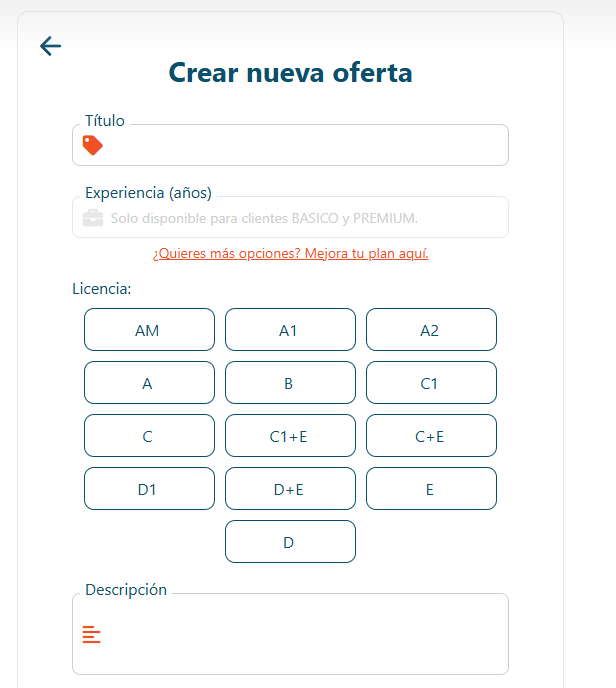 Crear nueva oferta
Título
Experiencia (años)
Solo disponible para clientes BASICO y PREMIUM.
¿Quieres más opciones? Mejora tu plan aquí.
Licencia:
AM A1 A2
A B C1
C C1+E C+E
D1 D+E E
D
Descripción